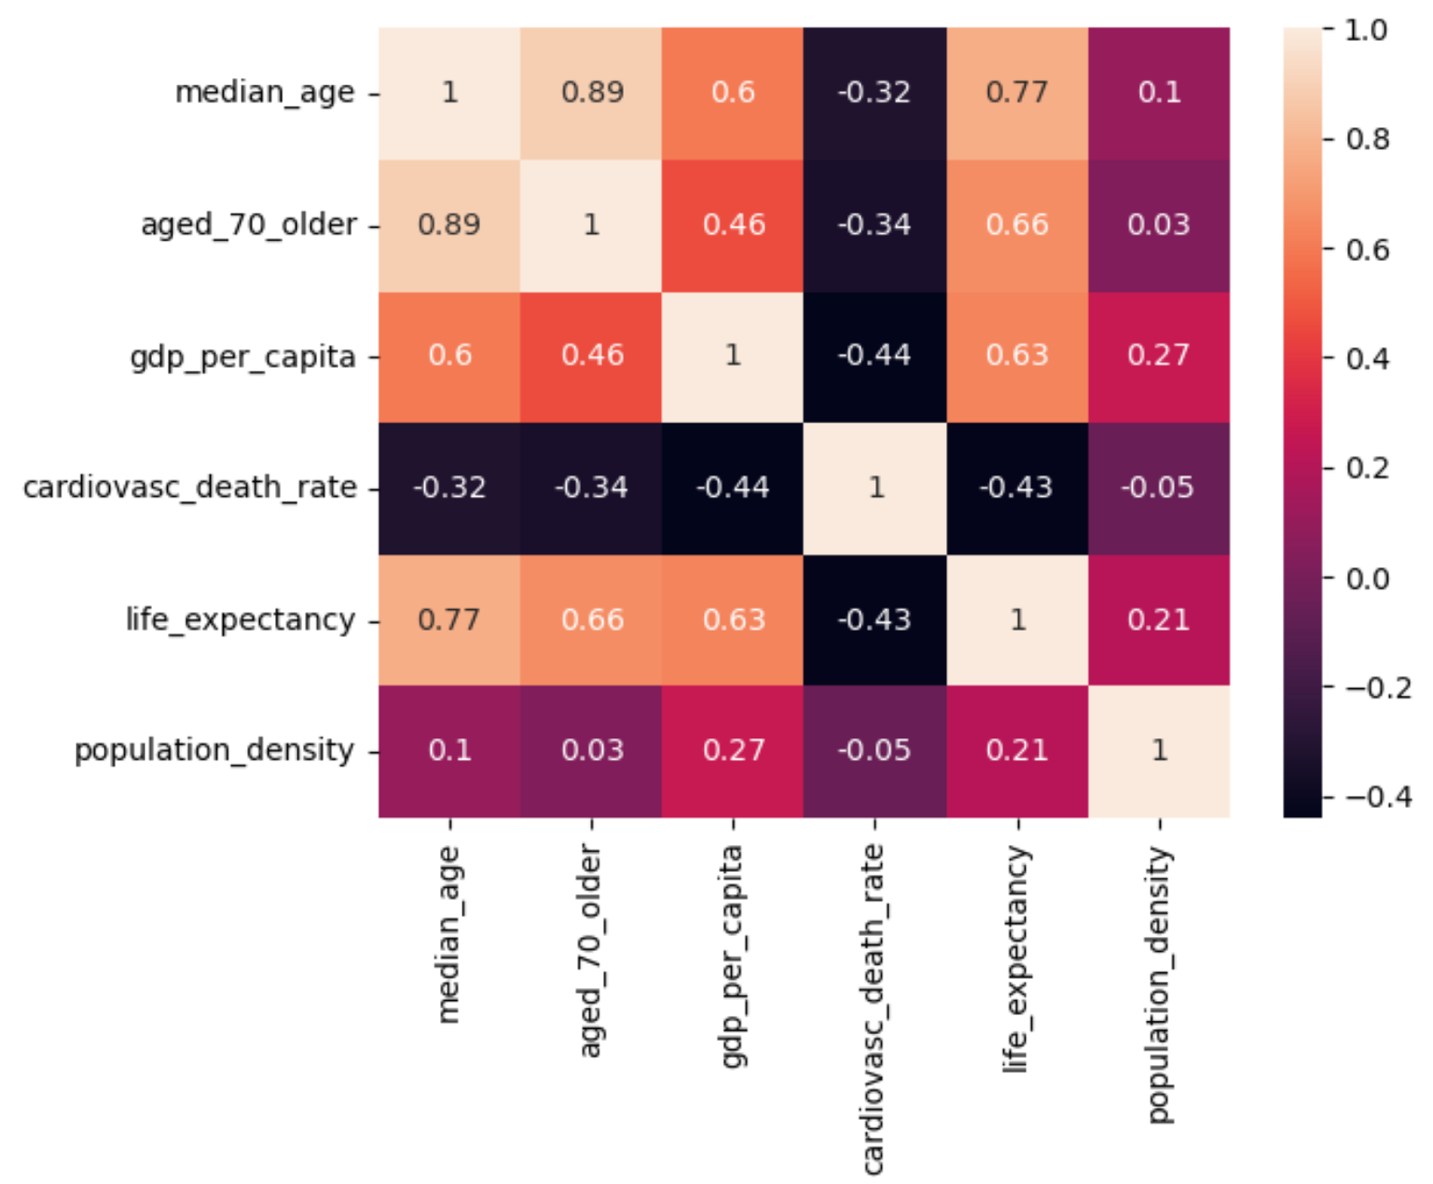 median_age 1 0.89 0.6 -0.32 0.77 0.1
aged_70_older 0.89 1 0.46 -0.34 0.66 0.03
gdp_per_capita 0.6 0.46 1 -0.44 0.63 0.27
cardiovasc_death_rate -0.32 -0.34 -0.44 1 -0.43 -0.05
life_expectancy 0.77 0.66 0.63 -0.43 1 0.21
population_density 0.1 0.03 0.27 -0.05 0.21 1
median_age
aged_70_older
gdp_per_capita
cardiovasc_death_rate
life_expectancy
population_density
1.0
0.8
0.6
0.4
0.2
0.0
−0.2
−0.4